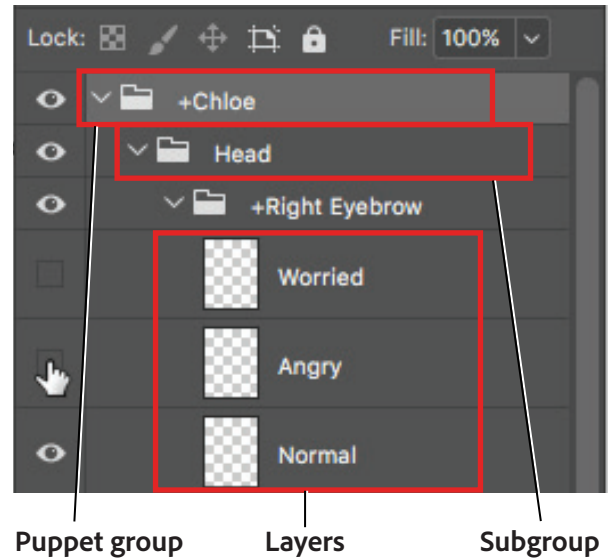 Lock: Fill: 100%
+Chloe
Head
+Right Eyebrow
Worried
Angry
Normal
Puppet group Layers Subgroup